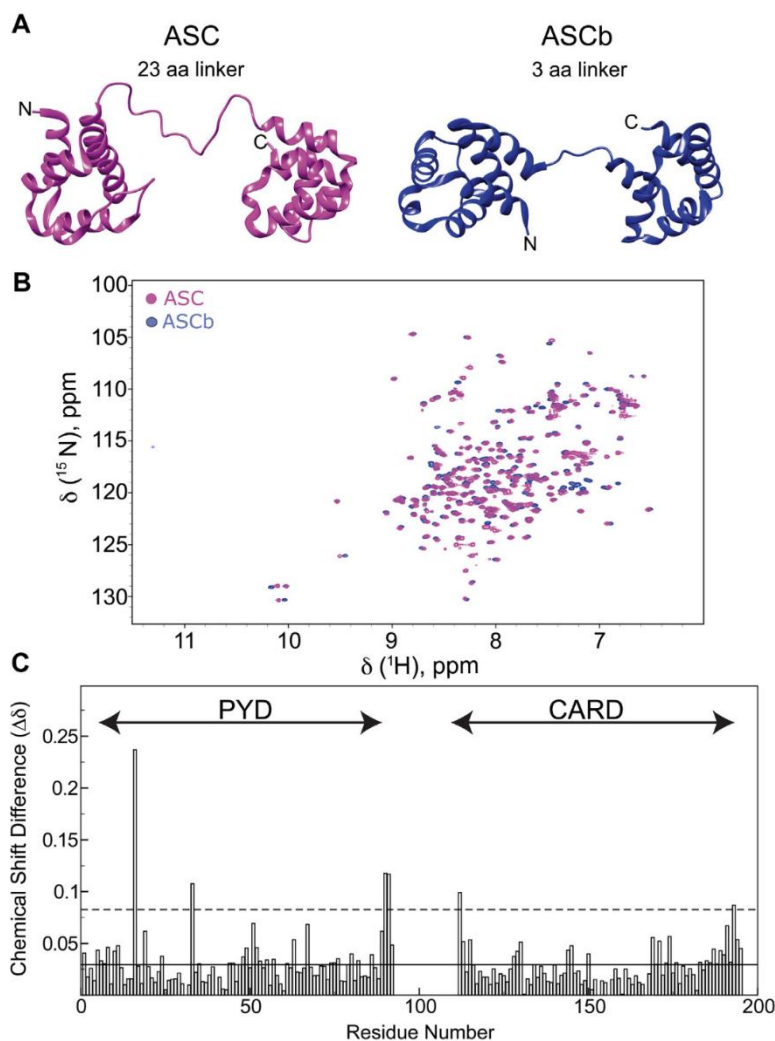 A
ASC
23 aa linker
N
C
ASCb
3 aa linker
C
N
B
ASC
ASCb
100
105
110
115
120
125
130
δ (¹⁵ N), ppm
11 10 9 8 7
δ (¹H), ppm
C
PYD
CARD
0.25
0.2
0.15
0.1
0.05
Chemical Shift Difference (Δδ)
0 50 100 150 200
Residue Number